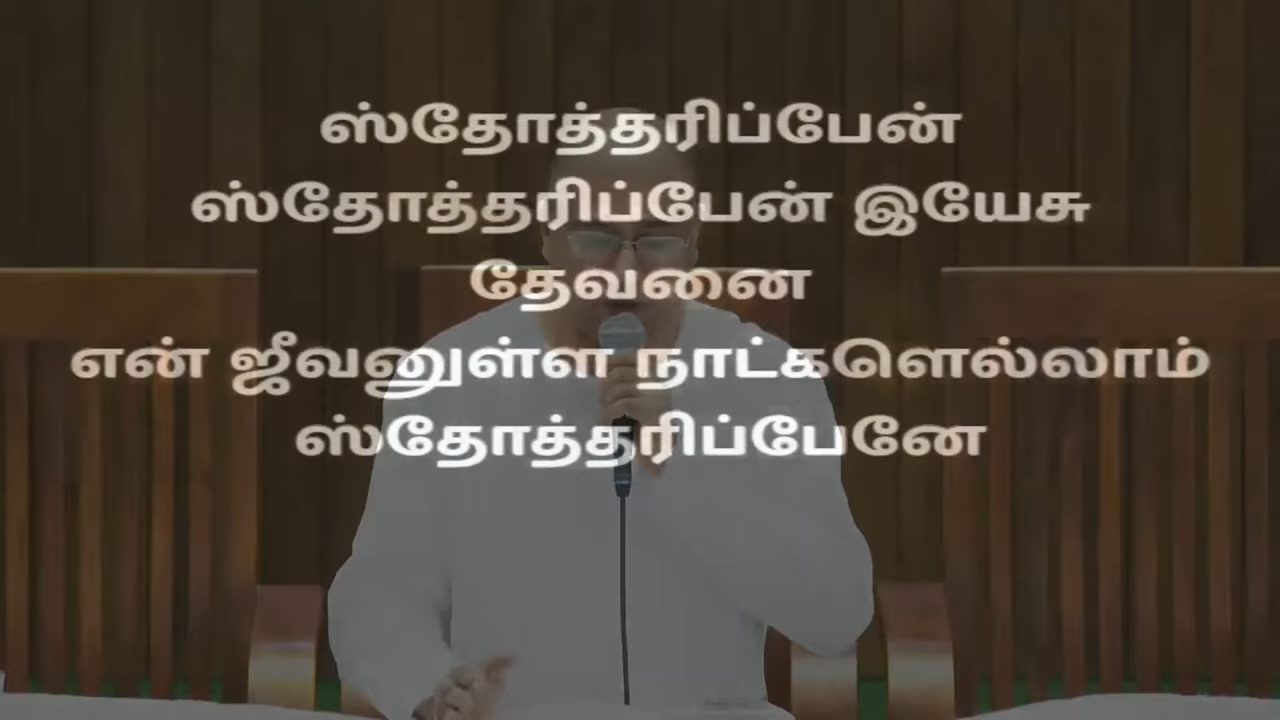 ஸ்தோத்தரிப்பேன்
ஸ்தோத்தரிப்பேன் இயேசு
தேவனை
என் ஜீவனுள்ள நாட்களெல்லாம்
ஸ்தோத்தரிப்பேனே